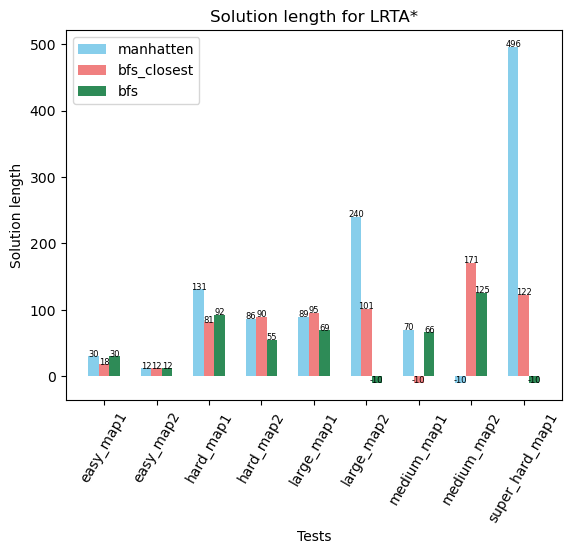 Solution length for LRTA*
manhatten
bfs_closest
bfs
Solution length
500
400
300
200
100
0
30 18 30
12 12 12
131 81 92
86 90 55
89 95 69
240 101 -10
70 -10 66
-10 171 125
496 122 -10
easy_map1
easy_map2
hard_map1
hard_map2
large_map1
large_map2
medium_map1
medium_map2
super_hard_map1
Tests